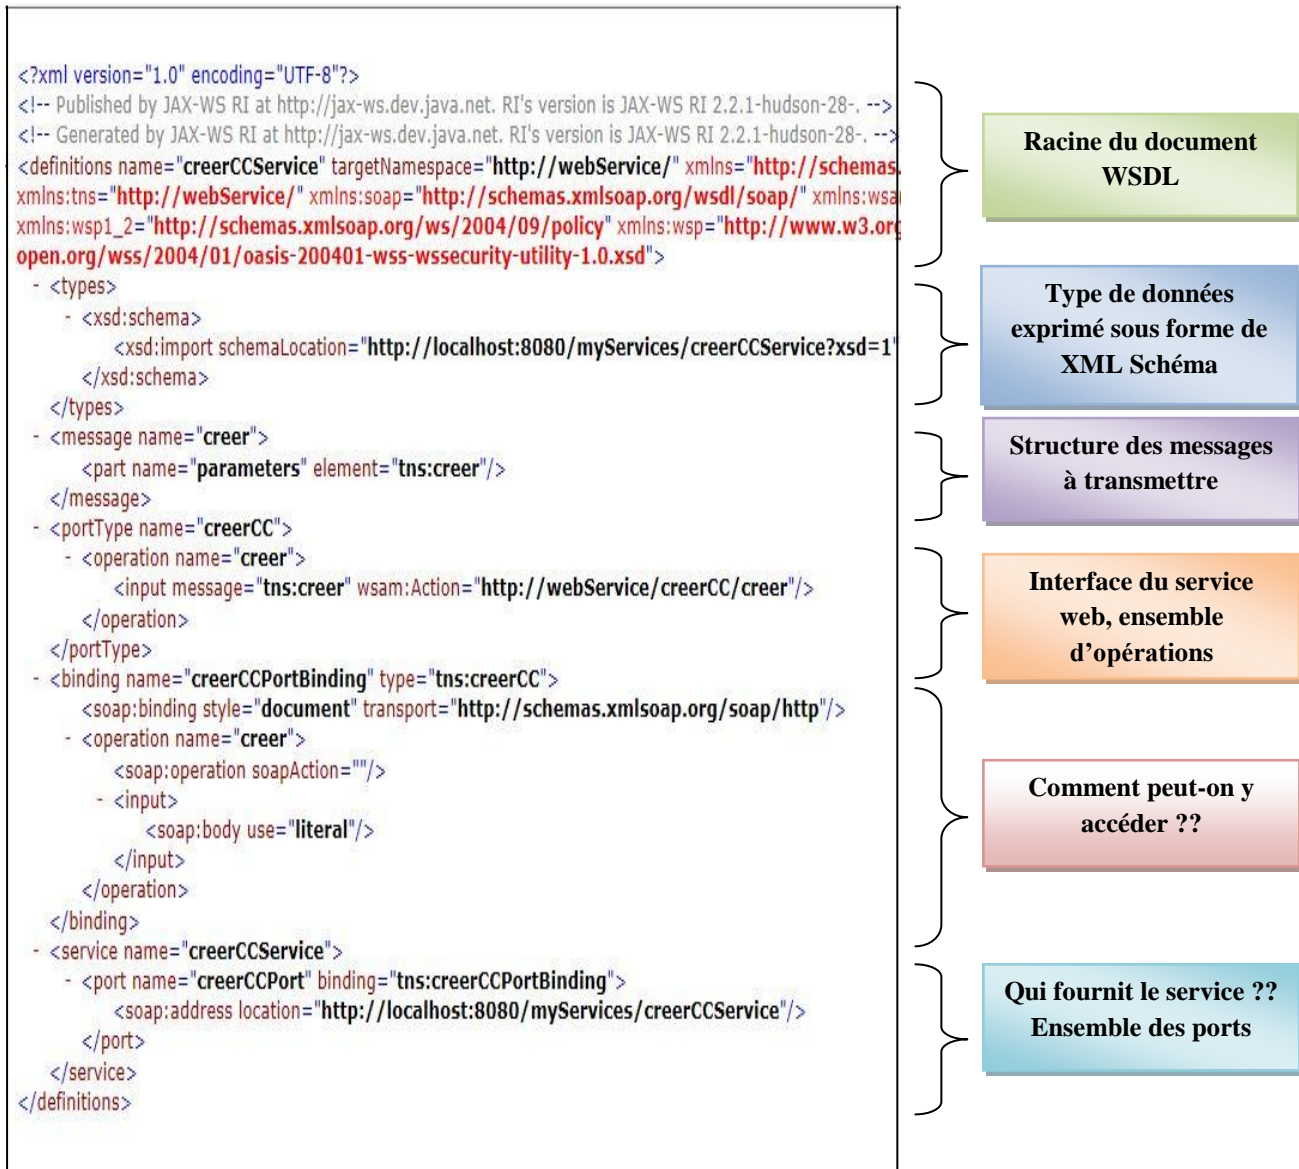 <?xml version="1.0" encoding="UTF-8"?>
<!-- Published by JAX-WS RI at http://jax-ws.dev.java.net. RI's version is JAX-WS RI 2.2.1-hudson-28-. -->
<!-- Generated by JAX-WS RI at http://jax-ws.dev.java.net. RI's version is JAX-WS RI 2.2.1-hudson-28-. -->
<definitions name="creerCCService" targetNamespace="http://webService/" xmlns="http://schemas.
xmlns:tns="http://webService/" xmlns:soap="http://schemas.xmlsoap.org/wsdl/soap/" xmlns:wsa
xmlns:wsp1_2="http://schemas.xmlsoap.org/ws/2004/09/policy" xmlns:wsp="http://www.w3.org
open.org/wss/2004/01/oasis-200401-wss-wssecurity-utility-1.0.xsd">
- <types>
- <xsd:schema>
<xsd:import schemaLocation="http://localhost:8080/myServices/creerCCService?xsd=1"
</xsd:schema>
</types>
- <message name="creer">
<part name="parameters" element="tns:creer"/>
</message>
- <portType name="creerCC">
- <operation name="creer">
<input message="tns:creer" wsam:Action="http://webService/creerCC/creer"/>
</operation>
</portType>
- <binding name="creerCCPortBinding" type="tns:creerCC">
<soap:binding style="document" transport="http://schemas.xmlsoap.org/soap/http"/>
- <operation name="creer">
<soap:operation soapAction=""/>
- <input>
<soap:body use="literal"/>
</input>
</operation>
</binding>
- <service name="creerCCService">
- <port name="creerCCPort" binding="tns:creerCCPortBinding">
<soap:address location="http://localhost:8080/myServices/creerCCService"/>
</port>
</service>
</definitions>
Racine du document
WSDL
Type de données
exprimé sous forme de
XML Schéma
Structure des messages
à transmettre
Interface du service
web, ensemble
d'opérations
Comment peut-on y
accéder ??
Qui fournit le service ??
Ensemble des ports